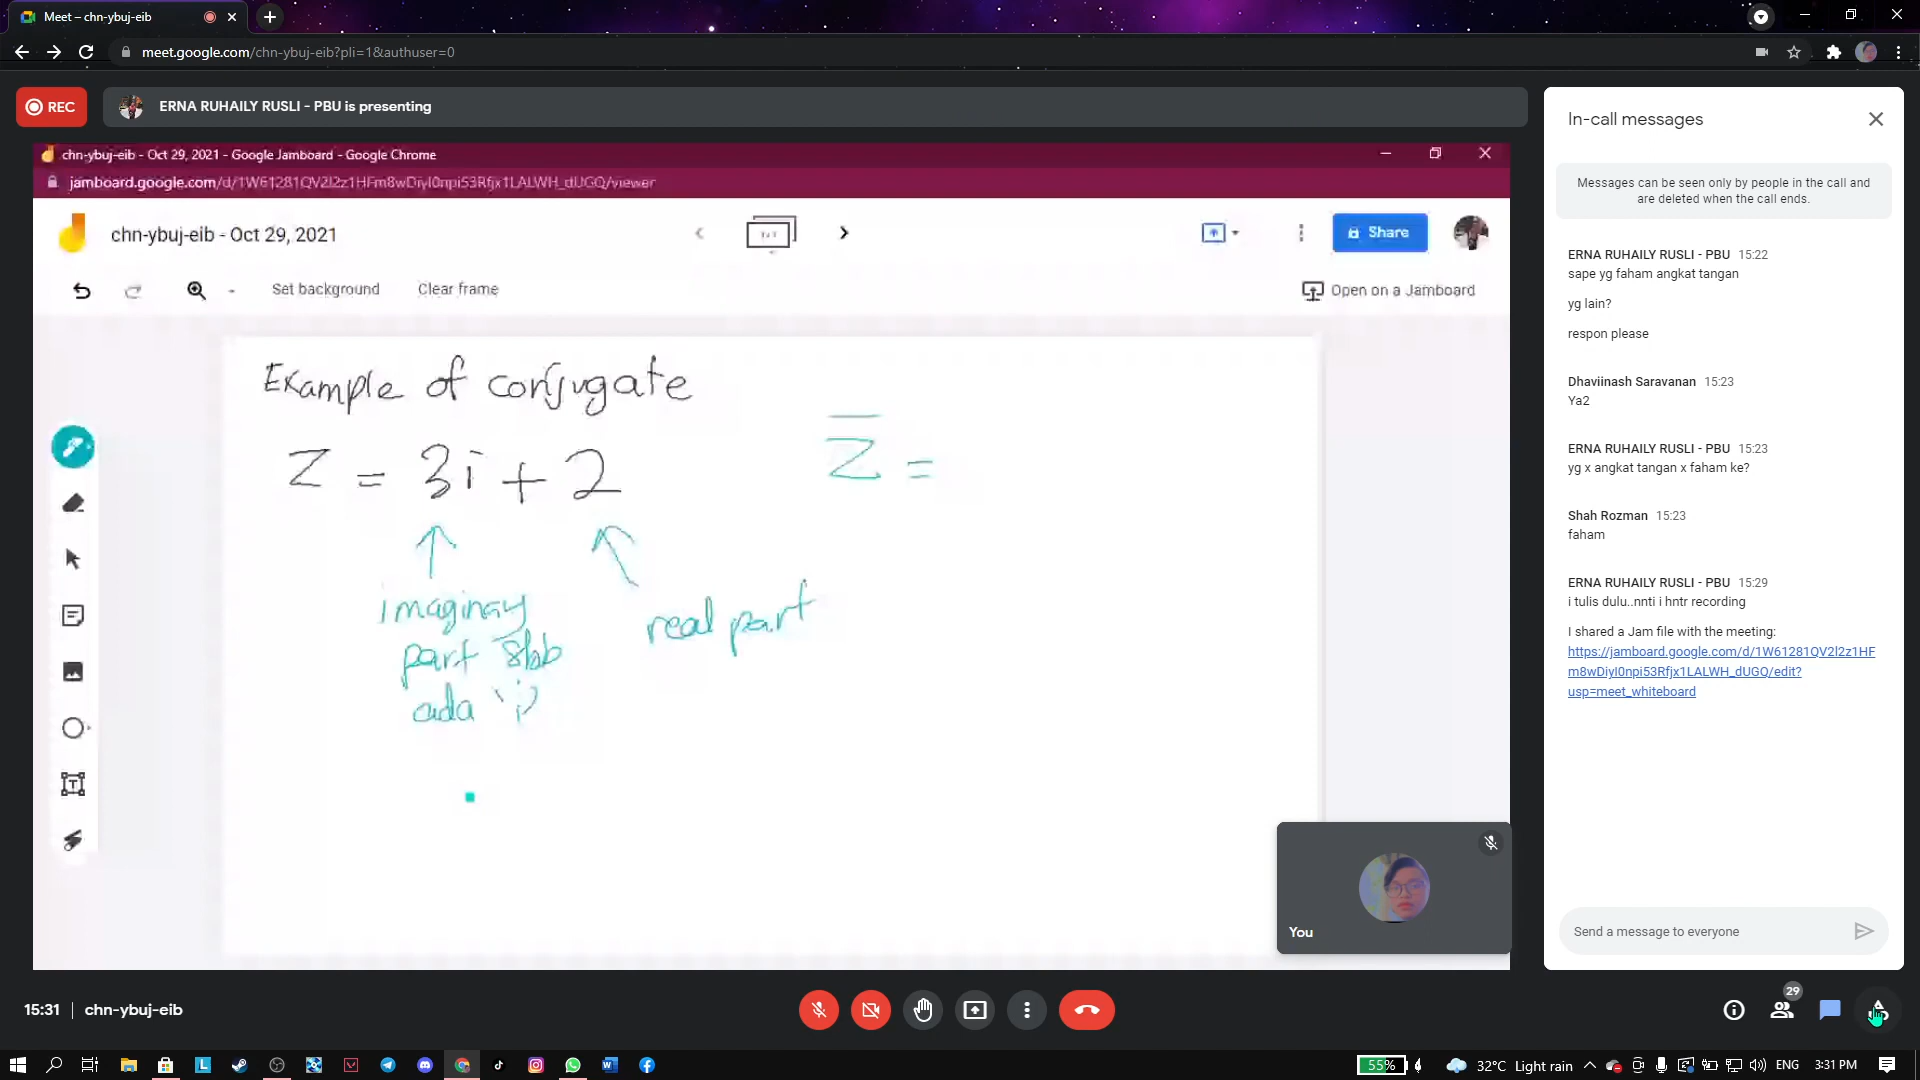 Meet – chn-ybuj-eib
meet.google.com/chn-ybuj-eib?pli=1&authuser=0
REC
ERNA RUHAILY RUSLI - PBU is presenting
chn-ybuj-eib - Oct 29, 2021 - Google Jamboard - Google Chrome
jamboard.google.com/d/1W61281QV2l2z1HFm8wDiyI0npi53Rfjx1LALWH_dUGQ/viewer
chn-ybuj-eib - Oct 29, 2021
Share
Set background
Clear frame
Open on a Jamboard
Example of conjugate
Z = 3i + 2
Z̅ =
imaginay
part sbb
ada 'i'
real part
You
In-call messages
Messages can be seen only by people in the call and
are deleted when the call ends.
ERNA RUHAILY RUSLI - PBU 15:22
sape yg faham angkat tangan
yg lain?
respon please
Dhaviinash Saravanan 15:23
Ya2
ERNA RUHAILY RUSLI - PBU 15:23
yg x angkat tangan x faham ke?
Shah Rozman 15:23
faham
ERNA RUHAILY RUSLI - PBU 15:29
i tulis dulu..nnti i hntr recording
I shared a Jam file with the meeting:
https://jamboard.google.com/d/1W61281QV2l2z1HF
m8wDiyI0npi53Rfjx1LALWH_dUGQ/edit?
usp=meet_whiteboard
Send a message to everyone
15:31 | chn-ybuj-eib
29
55%
32°C Light rain
ENG
3:31 PM